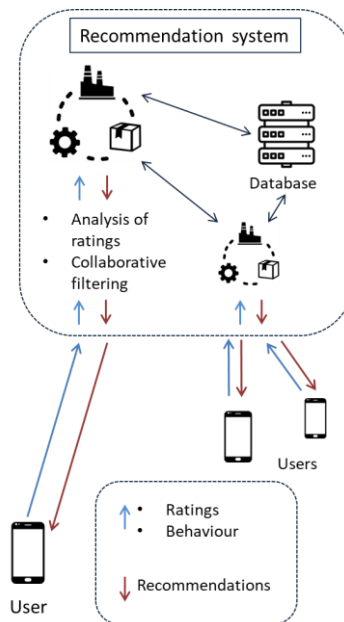 Recommendation system
Database
• Analysis of
ratings
• Collaborative
filtering
Users
User
• Ratings
• Behaviour
Recommendations